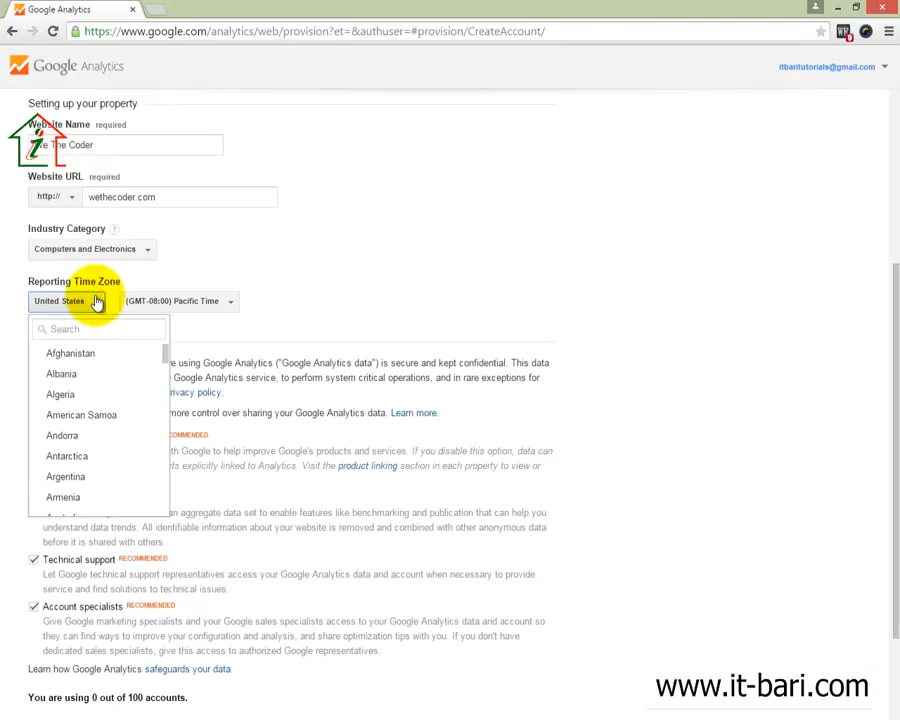 Google Analytics
https://www.google.com/analytics/web/provision?et=&authuser=#provision/CreateAccount/
Google Analytics
itbaritutorials@gmail.com
Setting up your property
Website Name required
The Coder
Website URL required
http:// wethecoder.com
Industry Category ?
Computers and Electronics
Reporting Time Zone
United States (GMT-08:00) Pacific Time
Search
Afghanistan
Albania
Algeria
American Samoa
Andorra
Antarctica
Argentina
Armenia
using Google Analytics ("Google Analytics data") is secure and kept confidential. This data
Google Analytics service, to perform system critical operations, and in rare exceptions for
privacy policy.
more control over sharing your Google Analytics data. Learn more.
COMMENDED
with Google to help improve Google's products and services. If you disable this option, data can
explicitly linked to Analytics. Visit the product linking section in each property to view or
an aggregate data set to enable features like benchmarking and publication that can help you
understand data trends. All identifiable information about your website is removed and combined with other anonymous data
before it is shared with others.
Technical support RECOMMENDED
Let Google technical support representatives access your Google Analytics data and account when necessary to provide
service and find solutions to technical issues.
Account specialists RECOMMENDED
Give Google marketing specialists and your Google sales specialists access to your Google Analytics data and account so
they can find ways to improve your configuration and analysis, and share optimization tips with you. If you don't have
dedicated sales specialists, give this access to authorized Google representatives.
Learn how Google Analytics safeguards your data.
You are using 0 out of 100 accounts.
www.it-bari.com